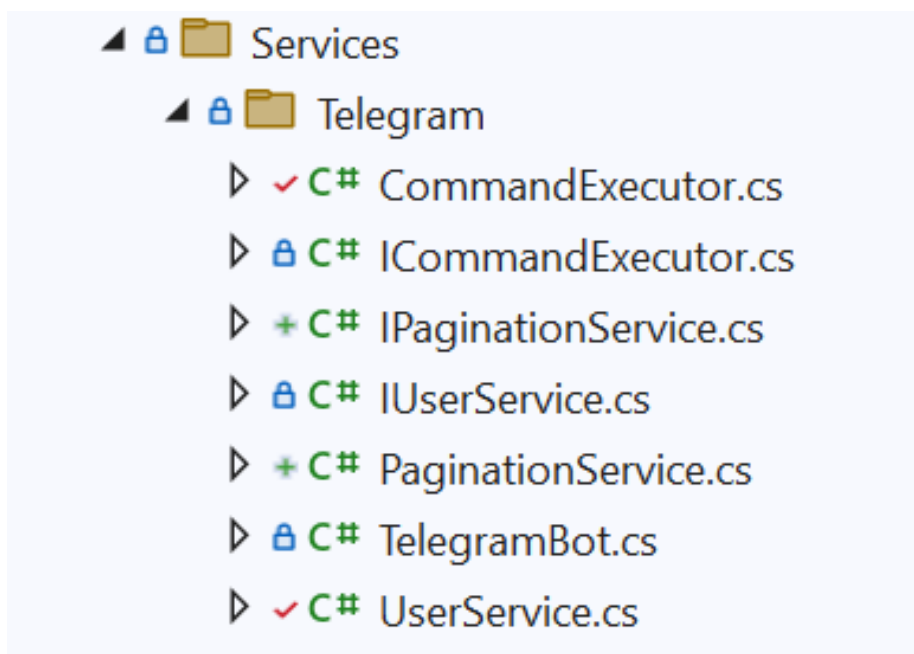 Services
Telegram
C# CommandExecutor.cs
C# ICommandExecutor.cs
C# IPaginationService.cs
C# IUserService.cs
C# PaginationService.cs
C# TelegramBot.cs
C# UserService.cs